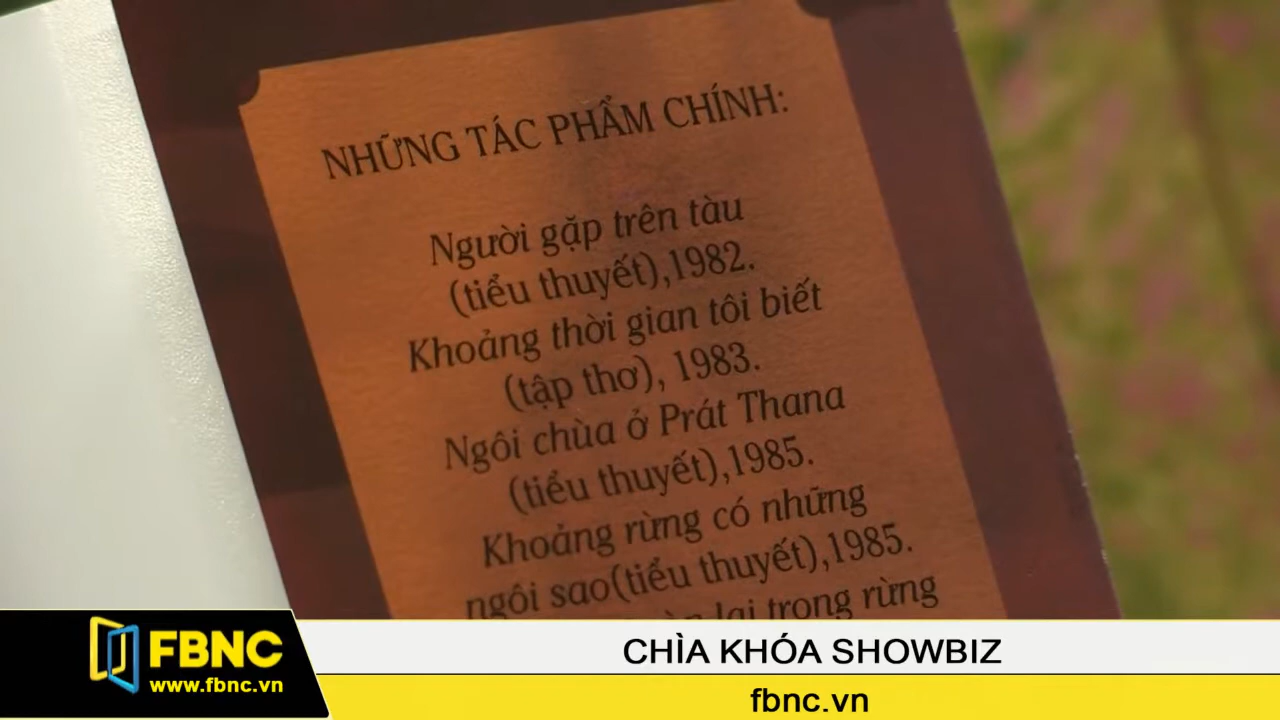 NHỮNG TÁC PHẨM CHÍNH:
Người gặp trên tàu
(tiểu thuyết),1982.
Khoảng thời gian tôi biết
(tập thơ), 1983.
Ngôi chùa ở Prát Thana
(tiểu thuyết),1985.
Khoảng rừng có những
ngôi sao(tiểu thuyết),1985.
lại trong rừng
FBNC
www.fbnc.vn
CHÌA KHÓA SHOWBIZ
fbnc.vn